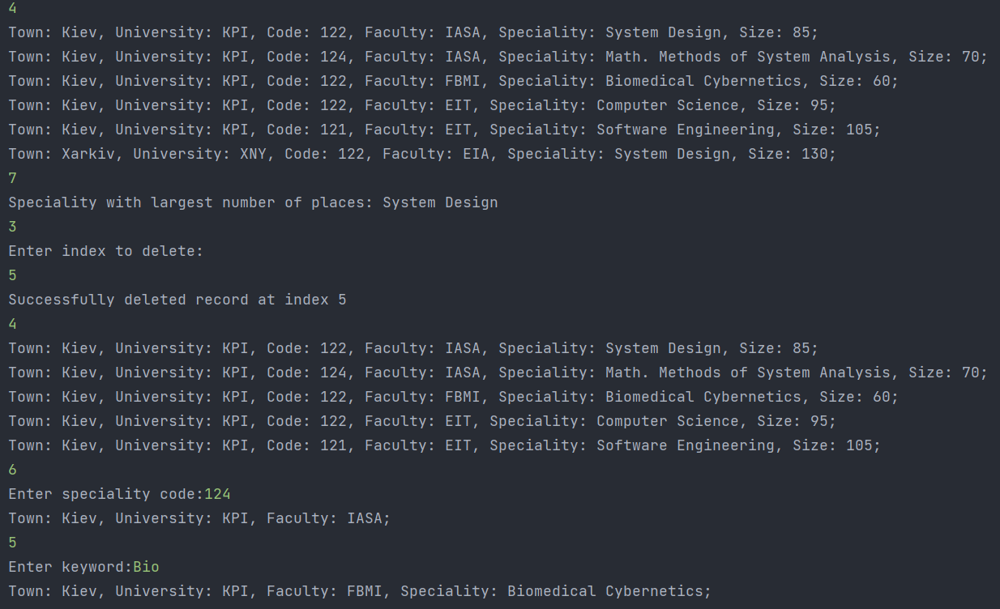 4
Town: Kiev, University: KPI, Code: 122, Faculty: IASA, Speciality: System Design, Size: 85;
Town: Kiev, University: KPI, Code: 124, Faculty: IASA, Speciality: Math. Methods of System Analysis, Size: 70;
Town: Kiev, University: KPI, Code: 122, Faculty: FBMI, Speciality: Biomedical Cybernetics, Size: 60;
Town: Kiev, University: KPI, Code: 122, Faculty: EIT, Speciality: Computer Science, Size: 95;
Town: Kiev, University: KPI, Code: 121, Faculty: EIT, Speciality: Software Engineering, Size: 105;
Town: Xarkiv, University: XNY, Code: 122, Faculty: EIA, Speciality: System Design, Size: 130;
7
Speciality with largest number of places: System Design
3
Enter index to delete:
5
Successfully deleted record at index 5
4
Town: Kiev, University: KPI, Code: 122, Faculty: IASA, Speciality: System Design, Size: 85;
Town: Kiev, University: KPI, Code: 124, Faculty: IASA, Speciality: Math. Methods of System Analysis, Size: 70;
Town: Kiev, University: KPI, Code: 122, Faculty: FBMI, Speciality: Biomedical Cybernetics, Size: 60;
Town: Kiev, University: KPI, Code: 122, Faculty: EIT, Speciality: Computer Science, Size: 95;
Town: Kiev, University: KPI, Code: 121, Faculty: EIT, Speciality: Software Engineering, Size: 105;
6
Enter speciality code:124
Town: Kiev, University: KPI, Faculty: IASA;
5
Enter keyword:Bio
Town: Kiev, University: KPI, Faculty: FBMI, Speciality: Biomedical Cybernetics;